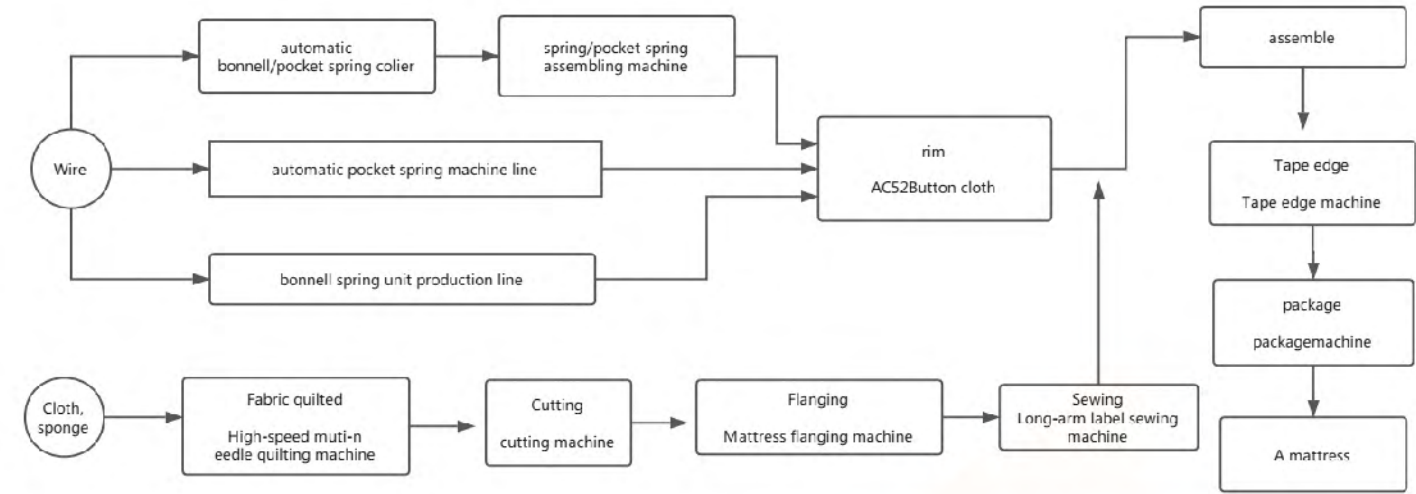 automatic
bonnell/pocket spring colier
spring/pocket spring
assembling machine
assemble
Wire
automatic pocket spring machine line
rim
AC52Button cloth
Tape edge
Tape edge machine
bonnell spring unit production line
package
packagemachine
Cloth,
sponge
Fabric quilted
High-speed muti-n
eedle quilting machine
Cutting
cutting machine
Flanging
Mattress flanging machine
Sewing
Long-arm label sewing
machine
A mattress